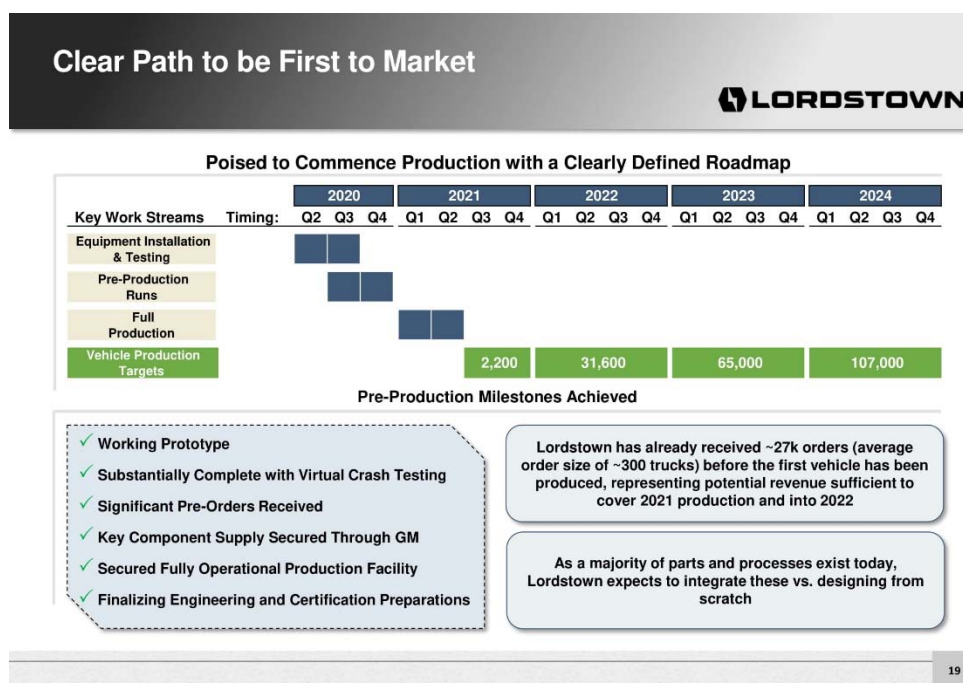 Clear Path to be First to Market
LORDSTOWN
Poised to Commence Production with a Clearly Defined Roadmap
2020 2021 2022 2023 2024
Key Work Streams Timing: Q2 Q3 Q4 Q1 Q2 Q3 Q4 Q1 Q2 Q3 Q4 Q1 Q2 Q3 Q4 Q1 Q2 Q3 Q4
Equipment Installation
& Testing
Pre-Production
Runs
Full
Production
Vehicle Production
Targets
2,200 31,600 65,000 107,000
Pre-Production Milestones Achieved
✓ Working Prototype
✓ Substantially Complete with Virtual Crash Testing
✓ Significant Pre-Orders Received
✓ Key Component Supply Secured Through GM
✓ Secured Fully Operational Production Facility
✓ Finalizing Engineering and Certification Preparations
Lordstown has already received ~27k orders (average
order size of ~300 trucks) before the first vehicle has been
produced, representing potential revenue sufficient to
cover 2021 production and into 2022
As a majority of parts and processes exist today,
Lordstown expects to integrate these vs. designing from
scratch
19